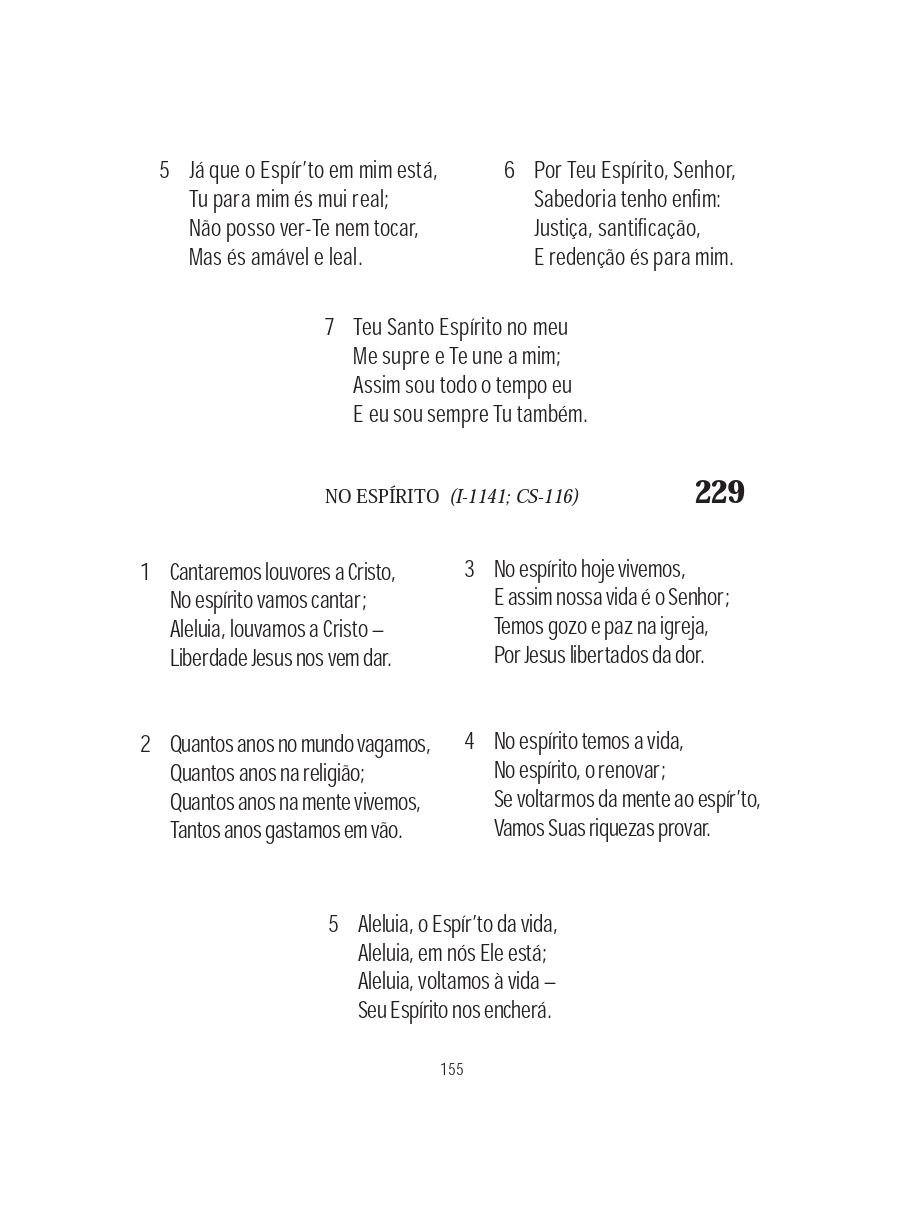 5 Já que o Espír’to em mim está,
Tu para mim és mui real;
Não posso ver-Te nem tocar,
Mas és amável e leal.
6 Por Teu Espírito, Senhor,
Sabedoria tenho enfim:
Justiça, santificação,
E redenção és para mim.
7 Teu Santo Espírito no meu
Me supre e Te une a mim;
Assim sou todo o tempo eu
E eu sou sempre Tu também.
NO ESPÍRITO (I-1141; CS-116) 229
1 Cantaremos louvores a Cristo,
No espírito vamos cantar;
Aleluia, louvamos a Cristo –
Liberdade Jesus nos vem dar.
2 Quantos anos no mundo vagamos,
Quantos anos na religião;
Quantos anos na mente vivemos,
Tantos anos gastamos em vão.
3 No espírito hoje vivemos,
E assim nossa vida é o Senhor;
Temos gozo e paz na igreja,
Por Jesus libertados da dor.
4 No espírito temos a vida,
No espírito, o renovar;
Se voltarmos da mente ao espír’to,
Vamos Suas riquezas provar.
5 Aleluia, o Espír’to da vida,
Aleluia, em nós Ele está;
Aleluia, voltamos à vida –
Seu Espírito nos encherá.
155